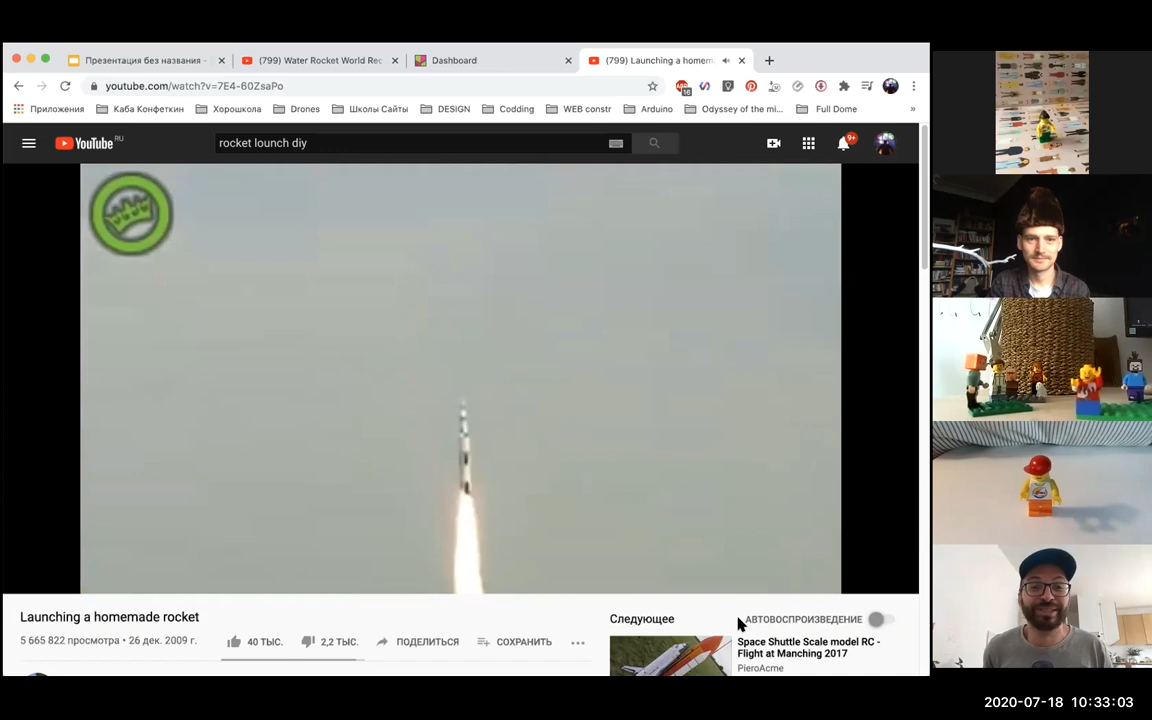 Презентация без названия -
(799) Water Rocket World Rec
Dashboard
(799) Launching a homem
youtube.com/watch?v=7E4-60ZsaPo
16
Приложения
Каба Конфеткин
Хорошкола
Drones
Школы Сайты
DESIGN
Codding
WEB constr
Arduino
Odyssey of the mi...
Full Dome
»
YouTube RU
rocket lounch diy
9+
Launching a homemade rocket
5 665 822 просмотра • 26 дек. 2009 г.
40 ТЫС.
2,2 ТЫС.
ПОДЕЛИТЬСЯ
СОХРАНИТЬ
Следующее
АВТОВОСПРОИЗВЕДЕНИЕ
Space Shuttle Scale model RC -
Flight at Manching 2017
PieroAcme
2020-07-18 10:33:03